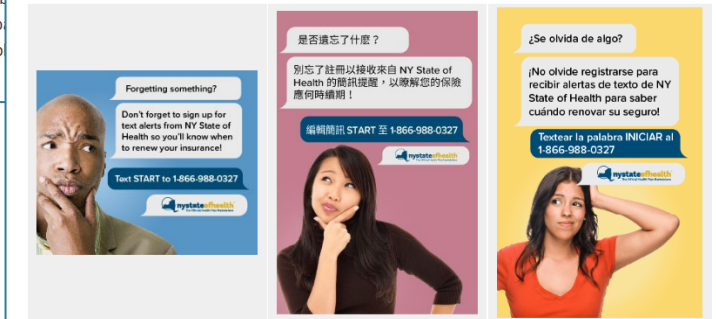 Forgetting something?
Don't forget to sign up for
text alerts from NY State of
Health so you'll know when
to renew your insurance!
Text START to 1-866-988-0327
nystateofhealth
是否遺忘了什麼？
別忘了註冊以接收來自 NY State of
Health 的簡訊提醒，以瞭解您的保險
應何時續期！
編輯簡訊 START 至 1-866-988-0327
nystateofhealth
¿Se olvida de algo?
¡No olvide registrarse para
recibir alertas de texto de NY
State of Health para saber
cuándo renovar su seguro!
Textear la palabra INICIAR al
1-866-988-0327
nystateofhealth